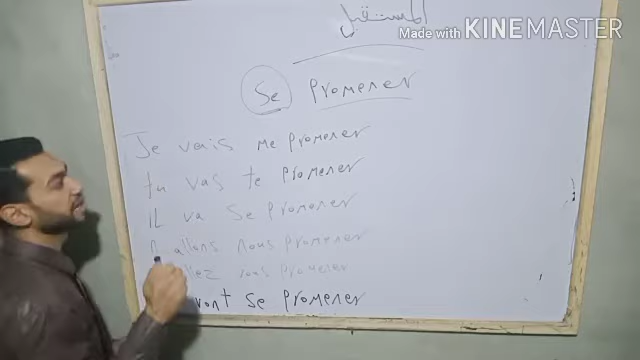 المستقبل
Made with KINEMASTER
Se Promener
Je vais me promener
tu vas te Promener
iL va se Promener
n allons nous Promener
llez vous Promener
vont se Promener